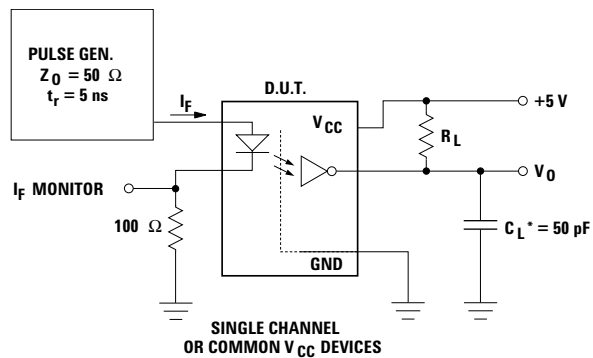 PULSE GEN.
Z O = 50 Ω
t r = 5 ns
I F
D.U.T.
V CC
+5 V
R L
V O
I F MONITOR
100 Ω
C L * = 50 pF
GND
SINGLE CHANNEL
OR COMMON V CC DEVICES